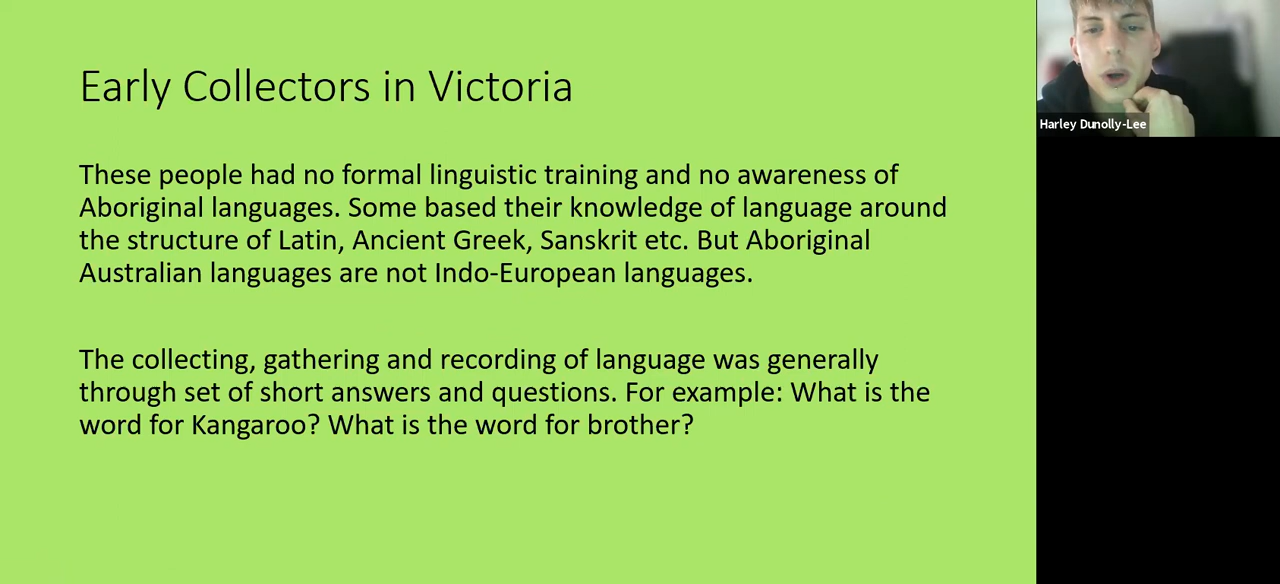 Early Collectors in Victoria
These people had no formal linguistic training and no awareness of
Aboriginal languages. Some based their knowledge of language around
the structure of Latin, Ancient Greek, Sanskrit etc. But Aboriginal
Australian languages are not Indo-European languages.
The collecting, gathering and recording of language was generally
through set of short answers and questions. For example: What is the
word for Kangaroo? What is the word for brother?
Harley Dunolly-Lee